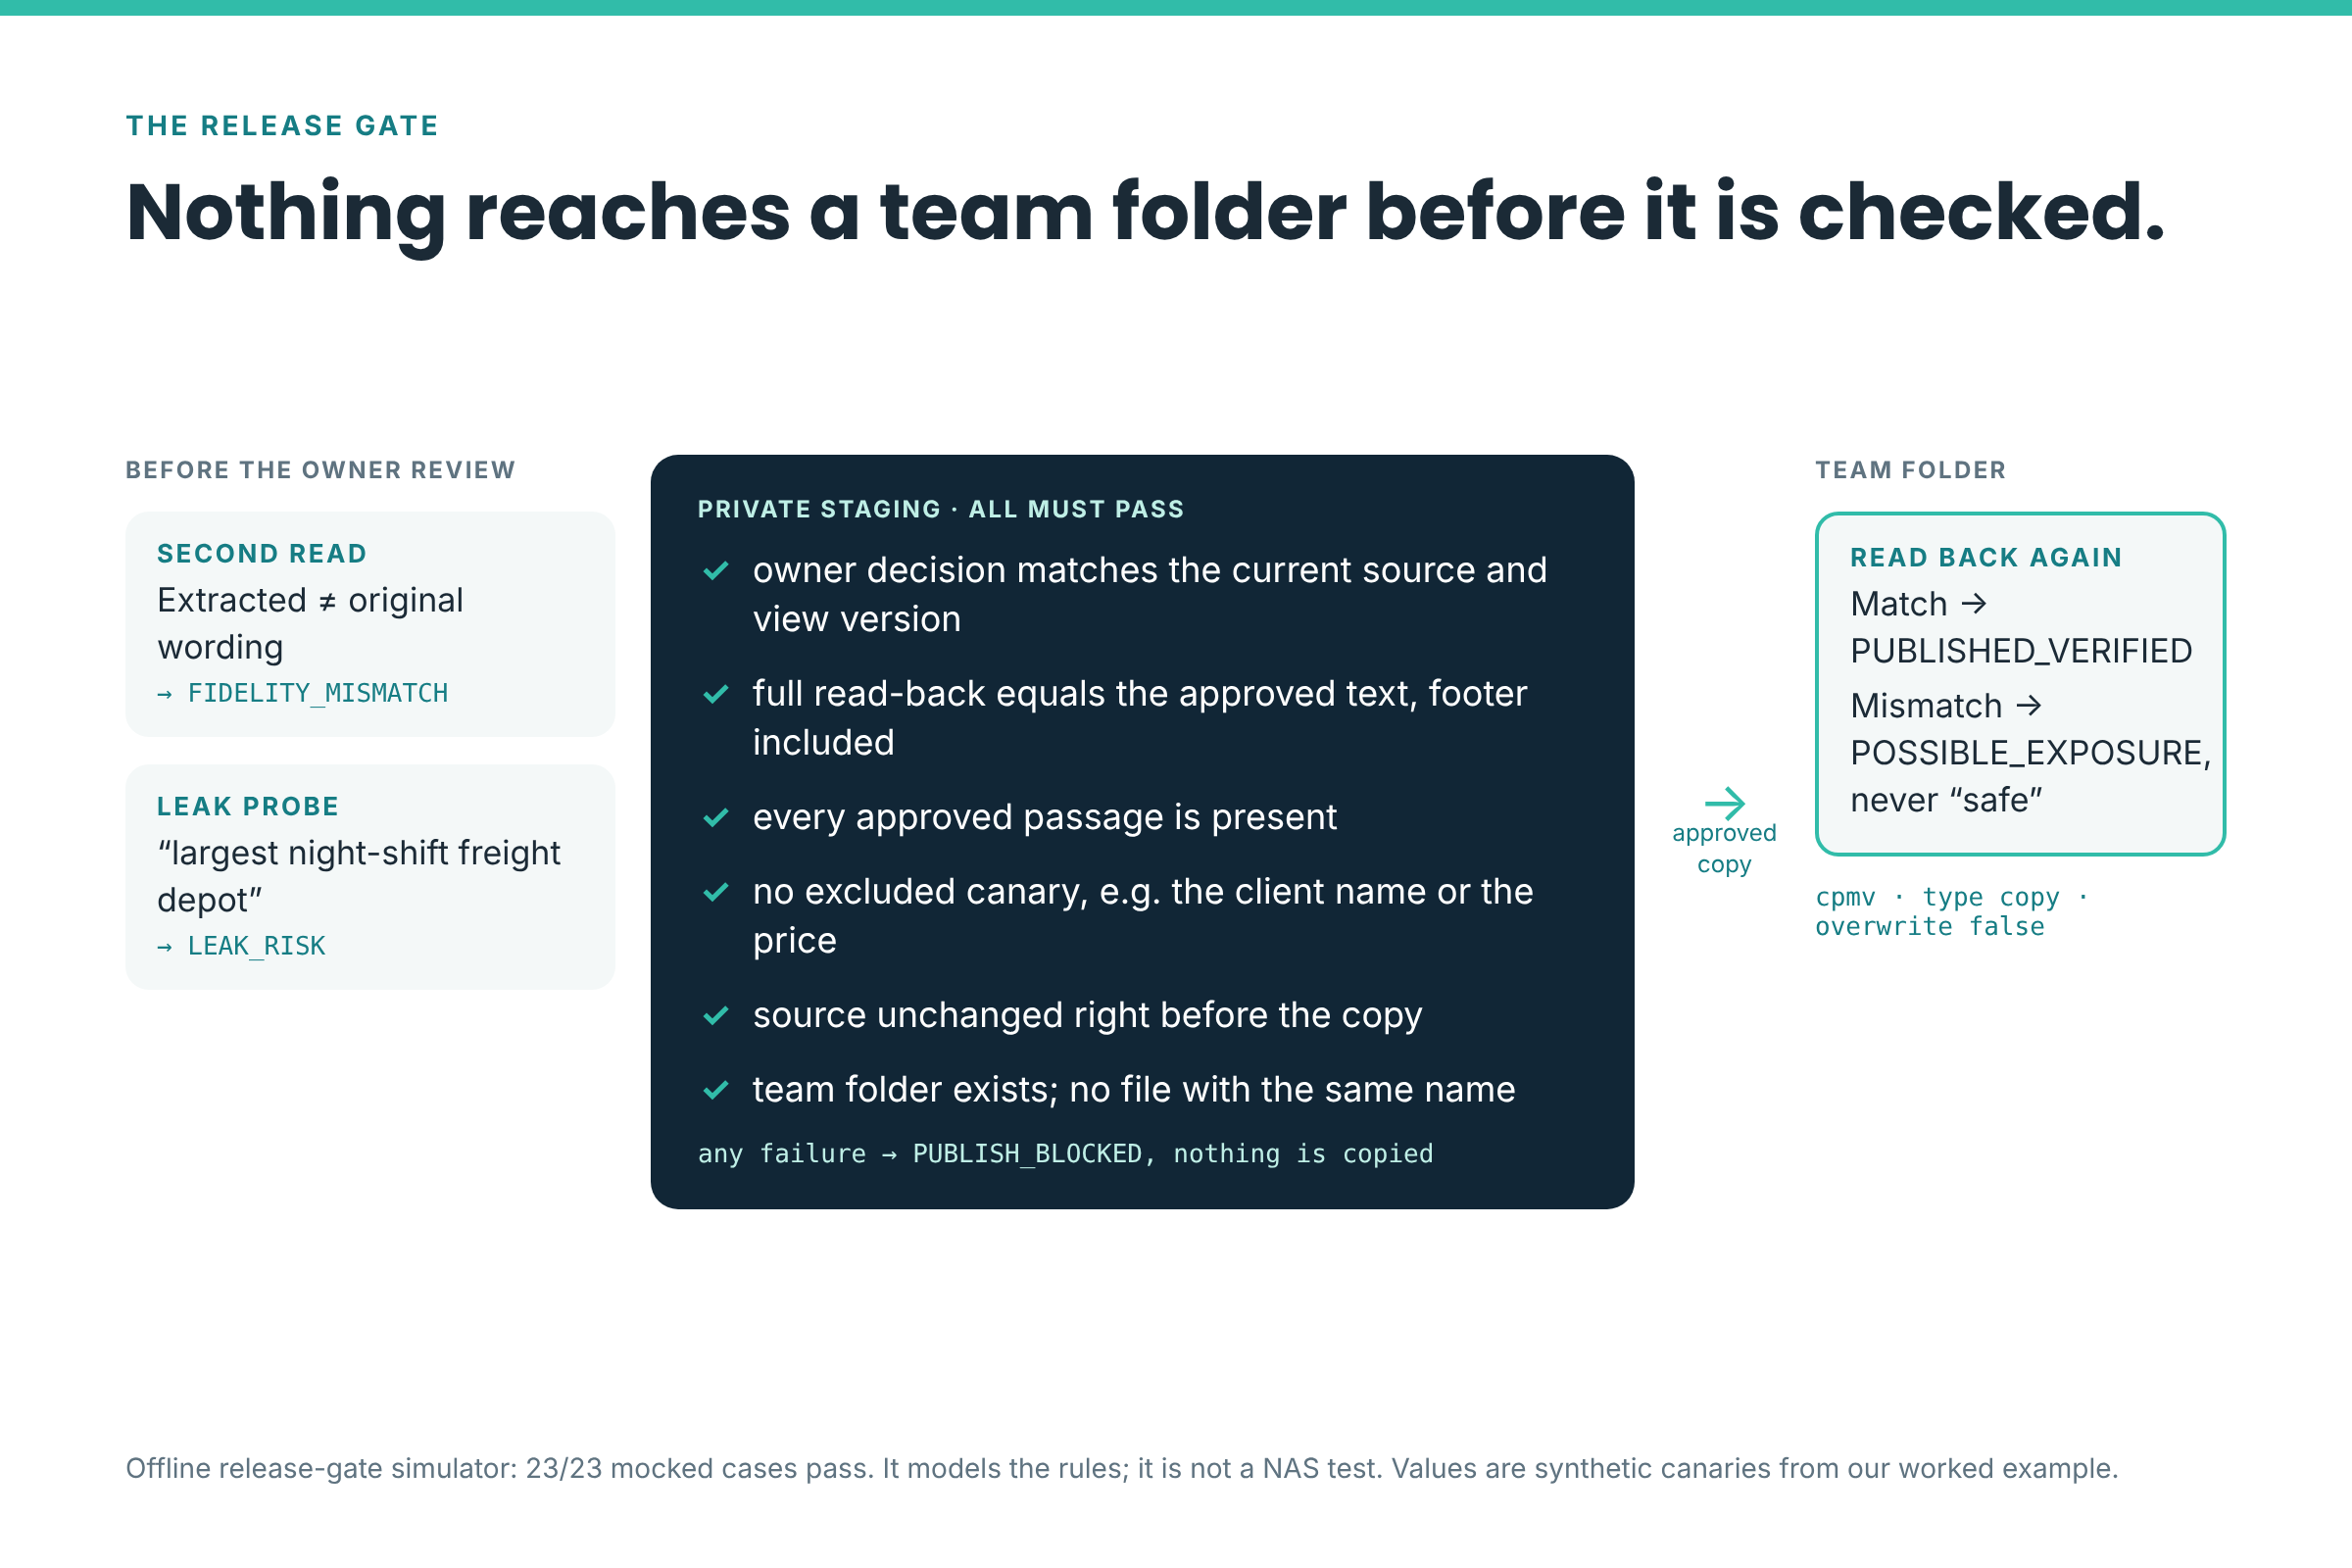 THE RELEASE GATE
Nothing reaches a team folder before it is checked.
BEFORE THE OWNER REVIEW
SECOND READ
Extracted ≠ original
wording
→ FIDELITY_MISMATCH
LEAK PROBE
“largest night-shift freight
depot”
→ LEAK_RISK
PRIVATE STAGING · ALL MUST PASS
✓ owner decision matches the current source and
view version
✓ full read-back equals the approved text, footer
included
✓ every approved passage is present
✓ no excluded canary, e.g. the client name or the
price
✓ source unchanged right before the copy
✓ team folder exists; no file with the same name
any failure → PUBLISH_BLOCKED, nothing is copied
→
approved
copy
TEAM FOLDER
READ BACK AGAIN
Match →
PUBLISHED_VERIFIED
Mismatch →
POSSIBLE_EXPOSURE,
never “safe”
cpmv · type copy ·
overwrite false
Offline release-gate simulator: 23/23 mocked cases pass. It models the rules; it is not a NAS test. Values are synthetic canaries from our worked example.